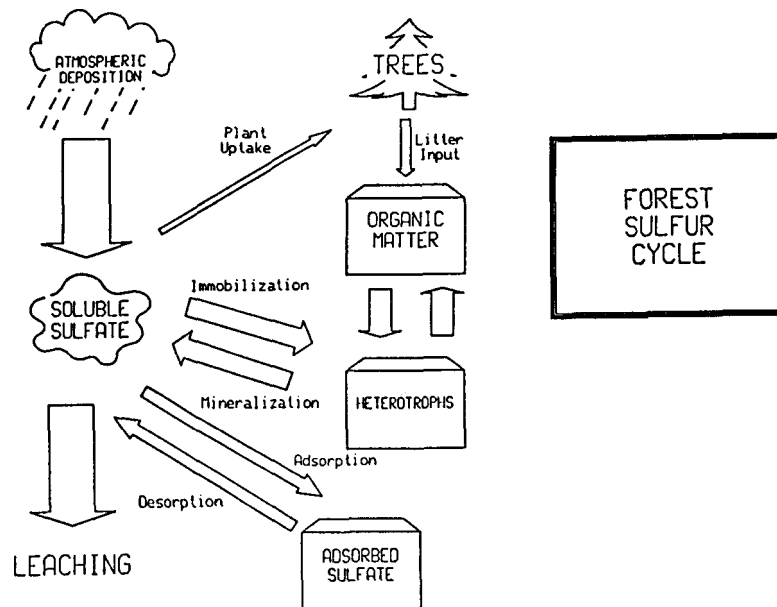 ATMOSPHERIC
DEPOSITION
TREES
Plant
Uptake
Litter
Input
ORGANIC
MATTER
FOREST
SULFUR
CYCLE
SOLUBLE
SULFATE
Immobilization
Mineralization
HETEROTROPHS
Adsorption
Desorption
LEACHING
ADSORBED
SULFATE